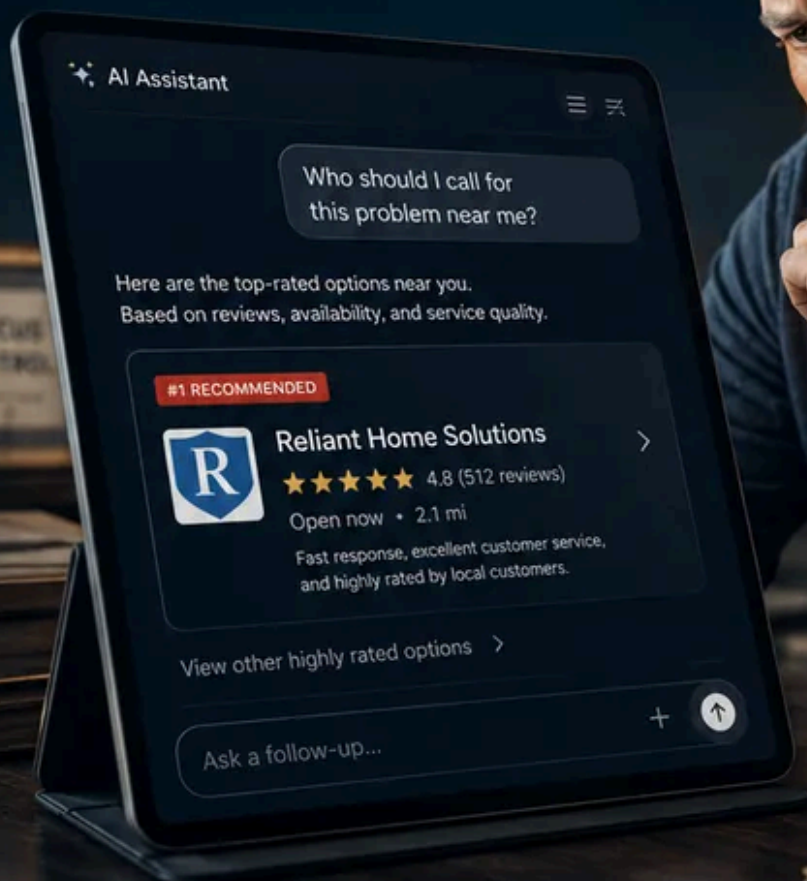 AI Assistant
Who should I call for
this problem near me?
Here are the top-rated options near you.
Based on reviews, availability, and service quality.
#1 RECOMMENDED
R
Reliant Home Solutions
4.8 (512 reviews)
Open now • 2.1 mi
Fast response, excellent customer service,
and highly rated by local customers.
View other highly rated options
Ask a follow-up...